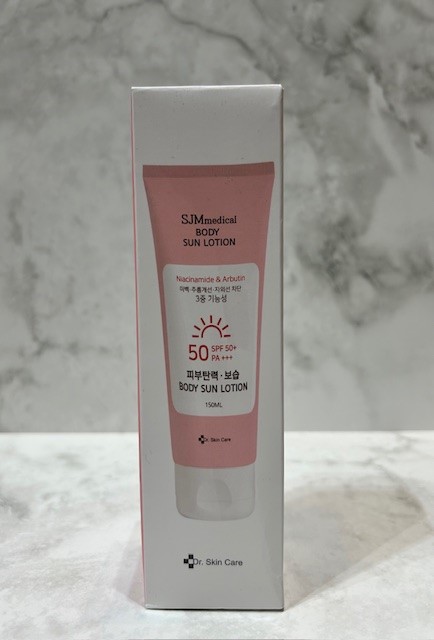 SJMmedical
BODY
SUN LOTION
Niacinamide & Arbutin
미백·주름개선·자외선 차단
3중 기능성
50 SPF 50+
PA +++
피부탄력·보습
BODY SUN LOTION
150ML
Dr. Skin Care
Dr. Skin Care